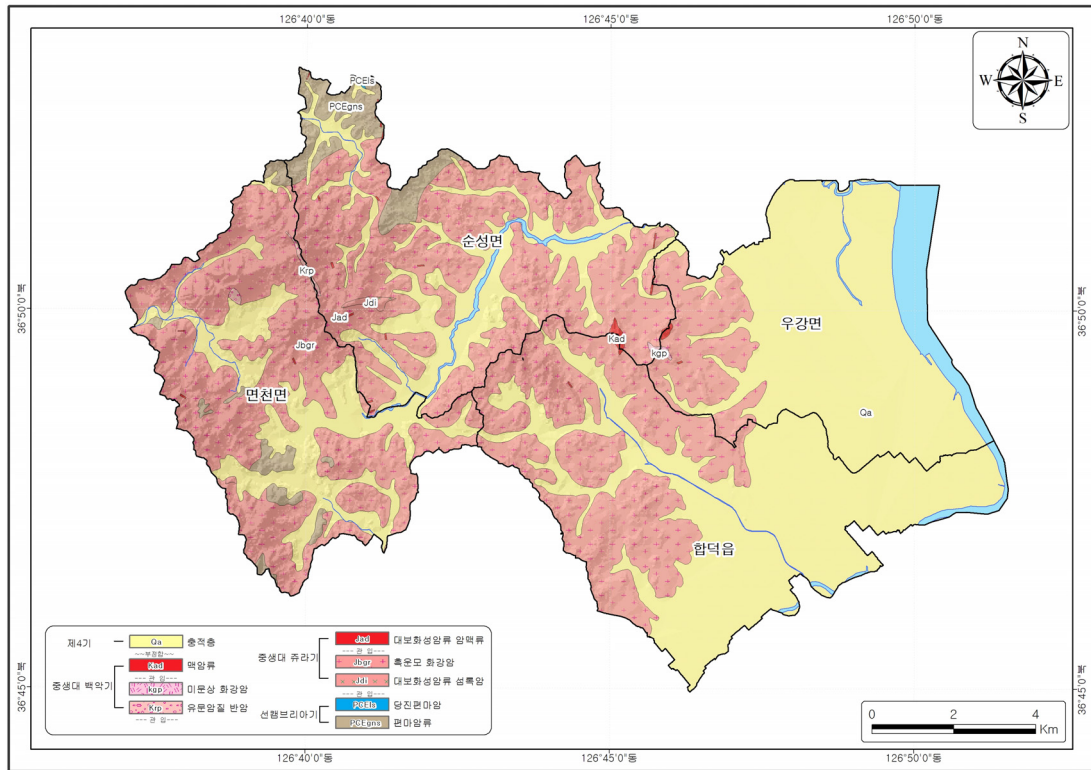 126°40'0"동 126°45'0"동 126°50'0"동
N
W E
S
PCEls
PCEgns
순성면
Krp
36°50'0"북 36°50'0"북
Jdi
Jad
우강면
Kad
Jbgr
kgp
면천면
Qa
합덕읍
제4기 Qa 충적층
~~부정합~~
중생대 백악기 Kad 맥암류
--- 관 입 ---
kgp 미문상 화강암
Krp 유문암질 반암
--- 관 입 ---
중생대 쥬라기 Jad 대보화성암류 암맥류
--- 관 입 ---
Jbgr 흑운모 화강암
Jdi 대보화성암류 섬록암
--- 관 입 ---
선캠브리아기 PCEls 당진편마암
PCEgns 편마암류
36°45'0"북 36°45'0"북
0 2 4
Km
126°40'0"동 126°45'0"동 126°50'0"동